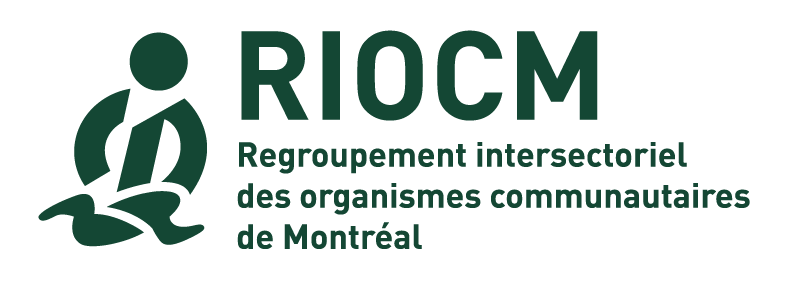 RIOCM
Regroupement intersectoriel
des organismes communautaires
de Montréal